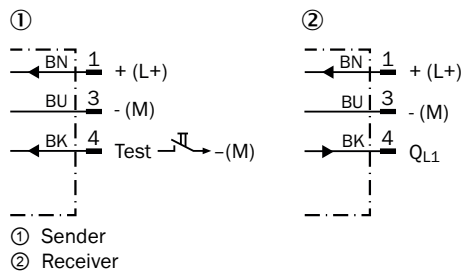 ① ②
BN 1 + (L+) BN 1 + (L+)
BU 3 - (M) BU 3 - (M)
BK 4 Test –(M) BK 4 QL1
① Sender
② Receiver